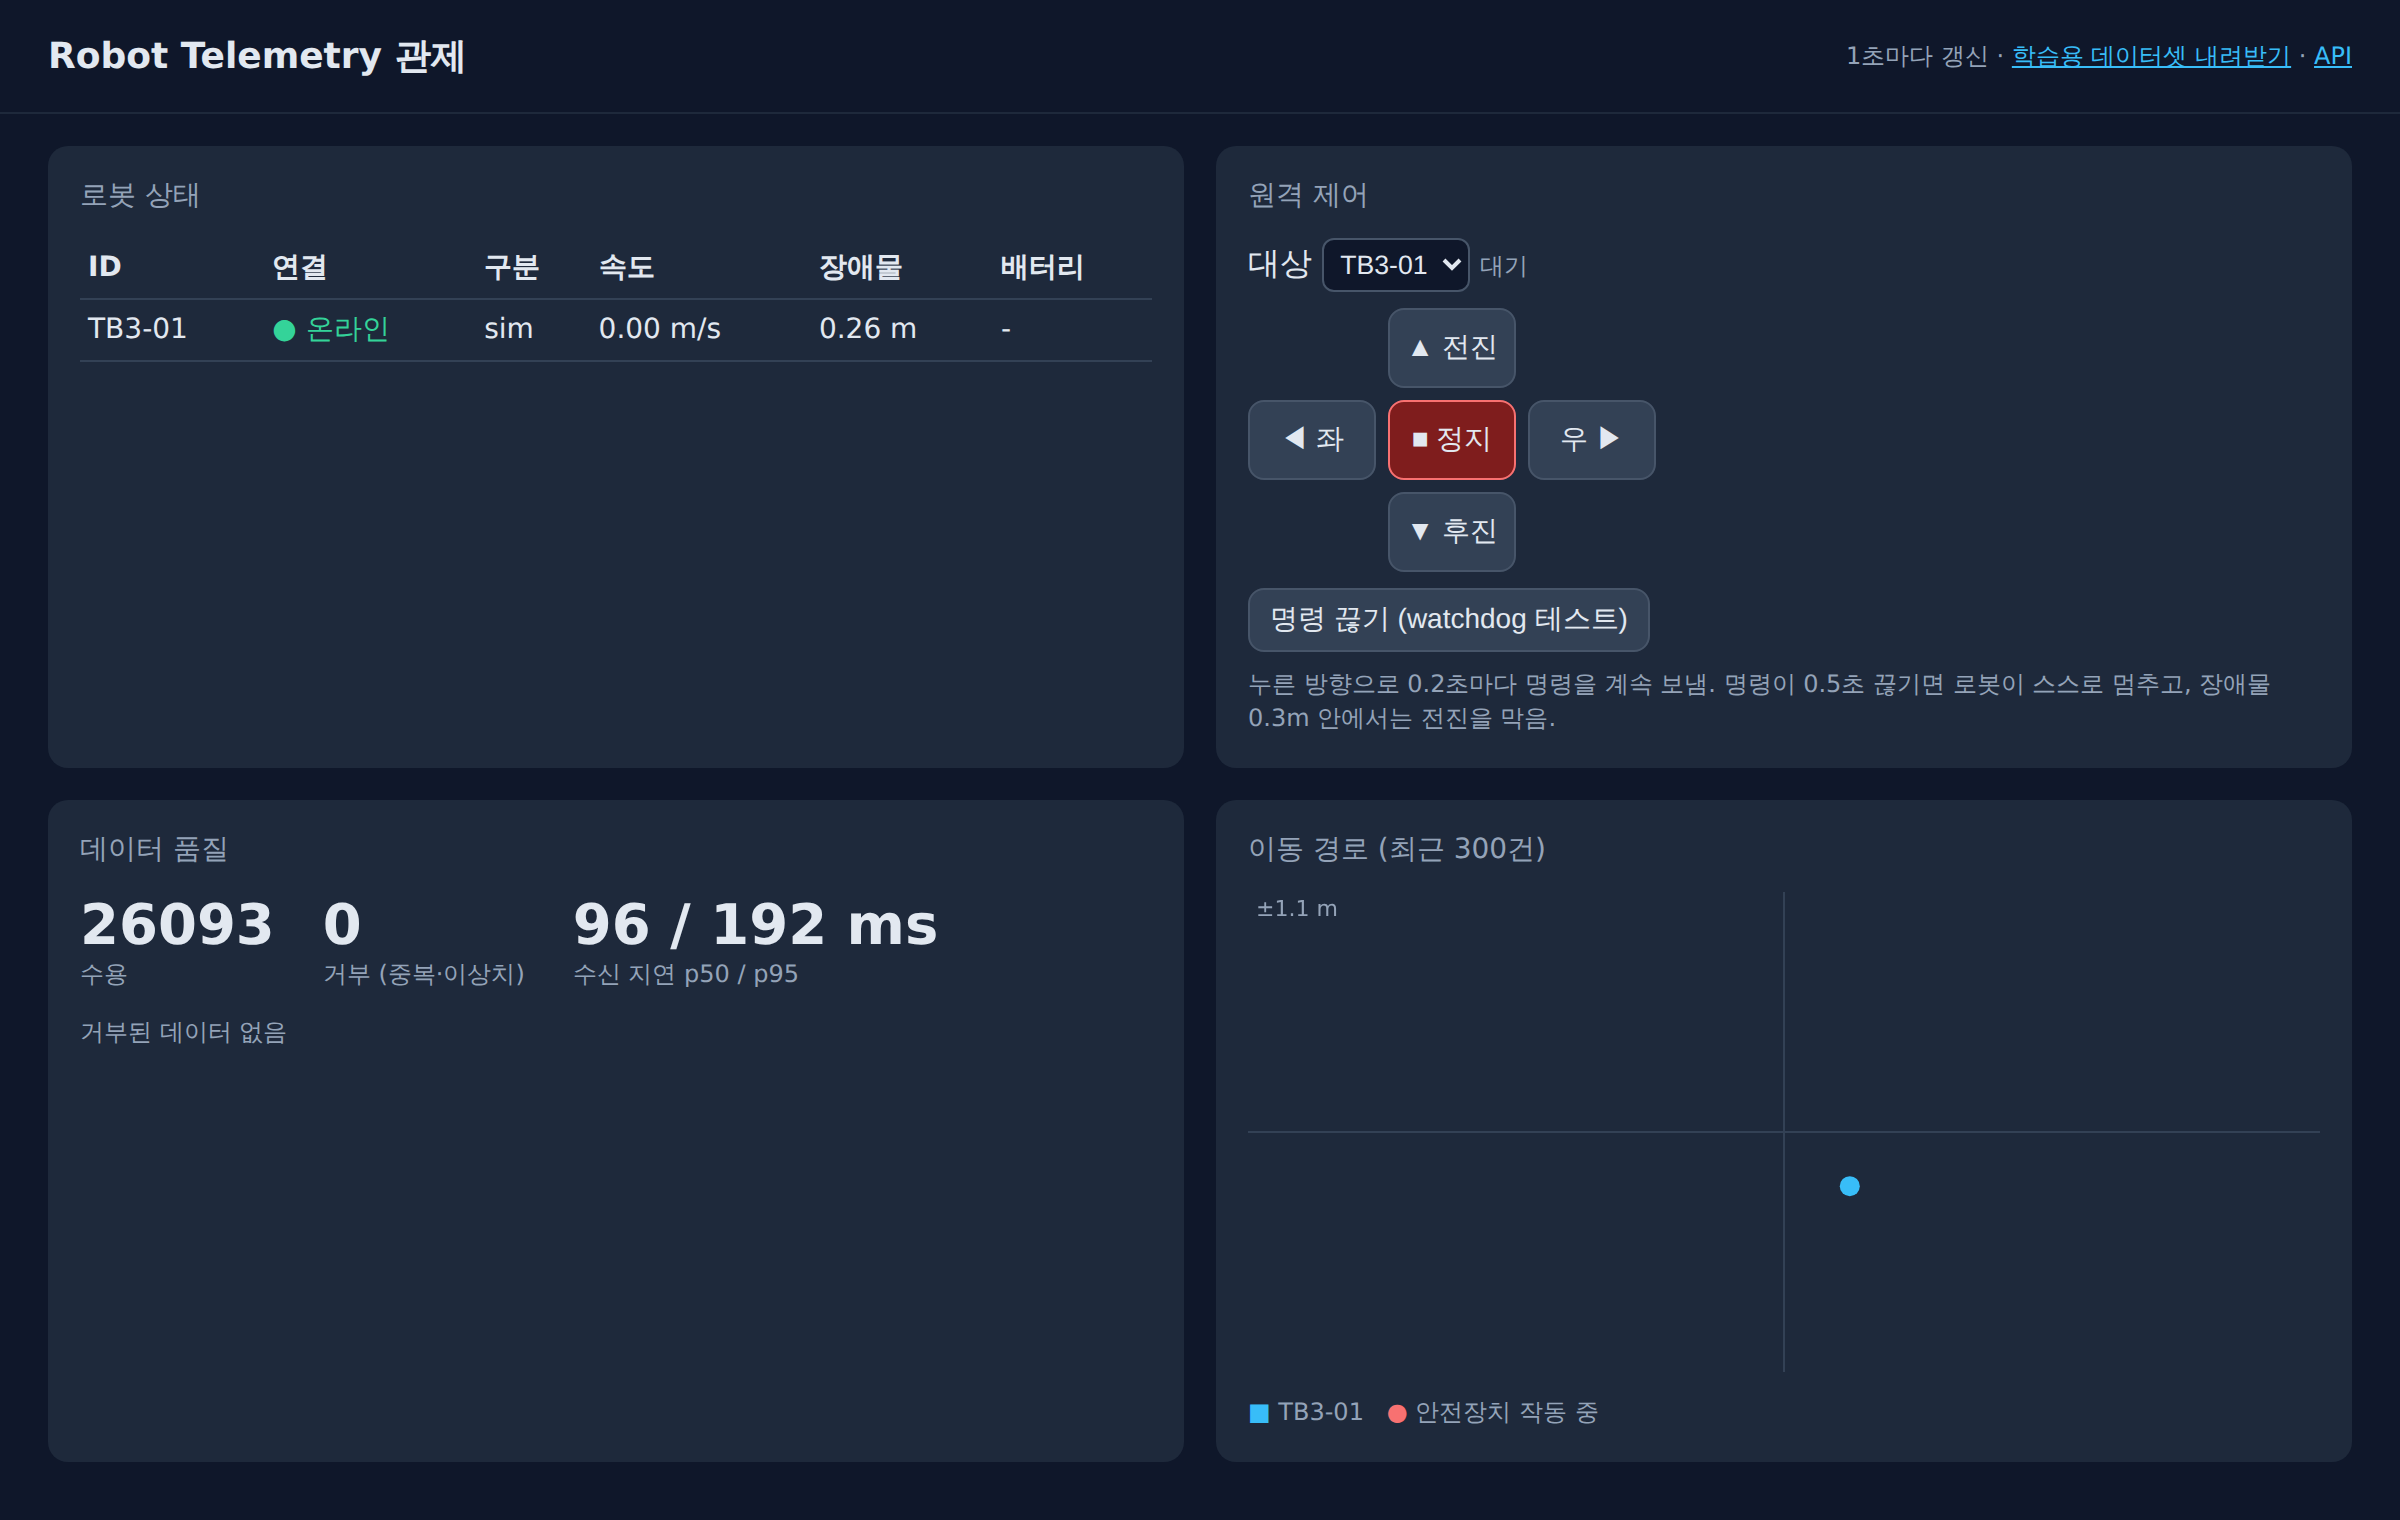 Robot Telemetry 관제
1초마다 갱신 · 학습용 데이터셋 내려받기 · API
로봇 상태
ID 연결 구분 속도 장애물 배터리
TB3-01 ● 온라인 sim 0.00 m/s 0.26 m -
원격 제어
대상 TB3-01 대기
▲ 전진
◀ 좌 ■ 정지 우 ▶
▼ 후진
명령 끊기 (watchdog 테스트)
누른 방향으로 0.2초마다 명령을 계속 보냄. 명령이 0.5초 끊기면 로봇이 스스로 멈추고, 장애물
0.3m 안에서는 전진을 막음.
데이터 품질
26093 0 96 / 192 ms
수용 거부 (중복·이상치) 수신 지연 p50 / p95
거부된 데이터 없음
이동 경로 (최근 300건)
±1.1 m
■ TB3-01 ● 안전장치 작동 중